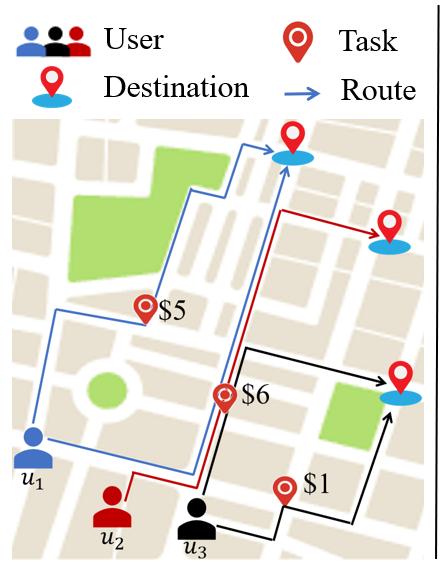 User
Task
Destination
Route
$5
$6
u₁
$1
u₂
u₃